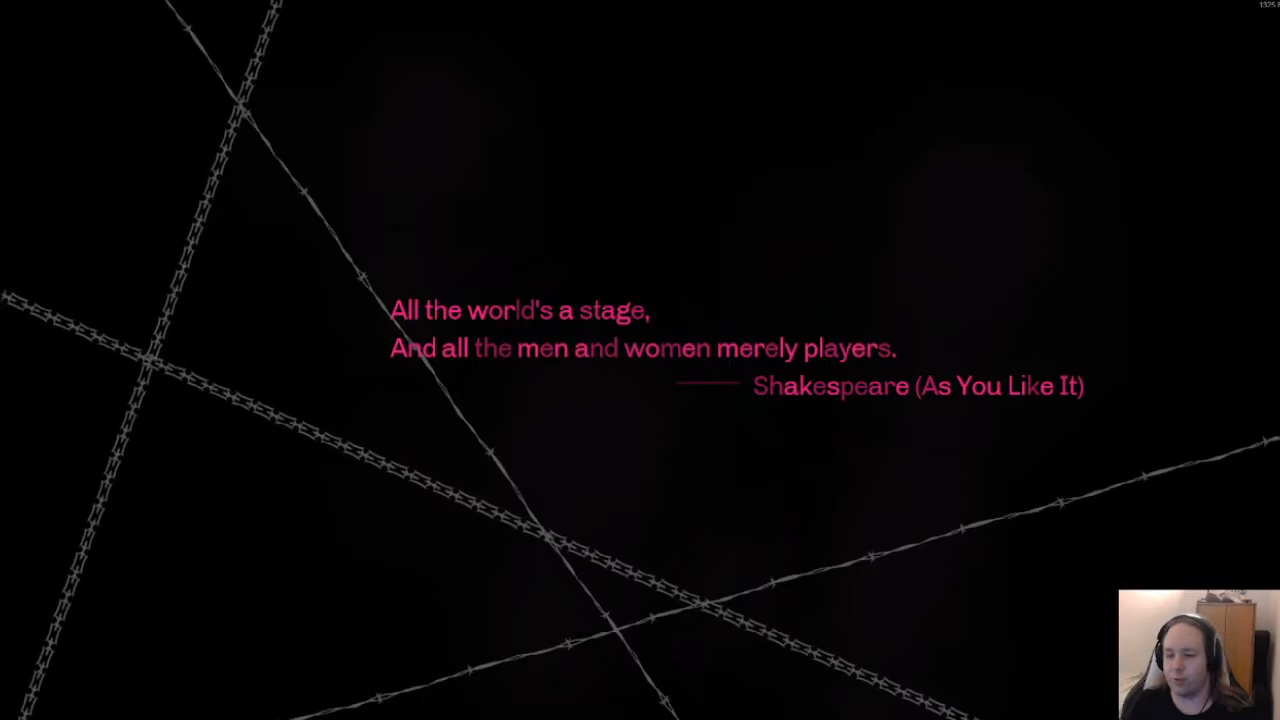 All the world's a stage,
And all the men and women merely players.
Shakespeare (As You Like It)